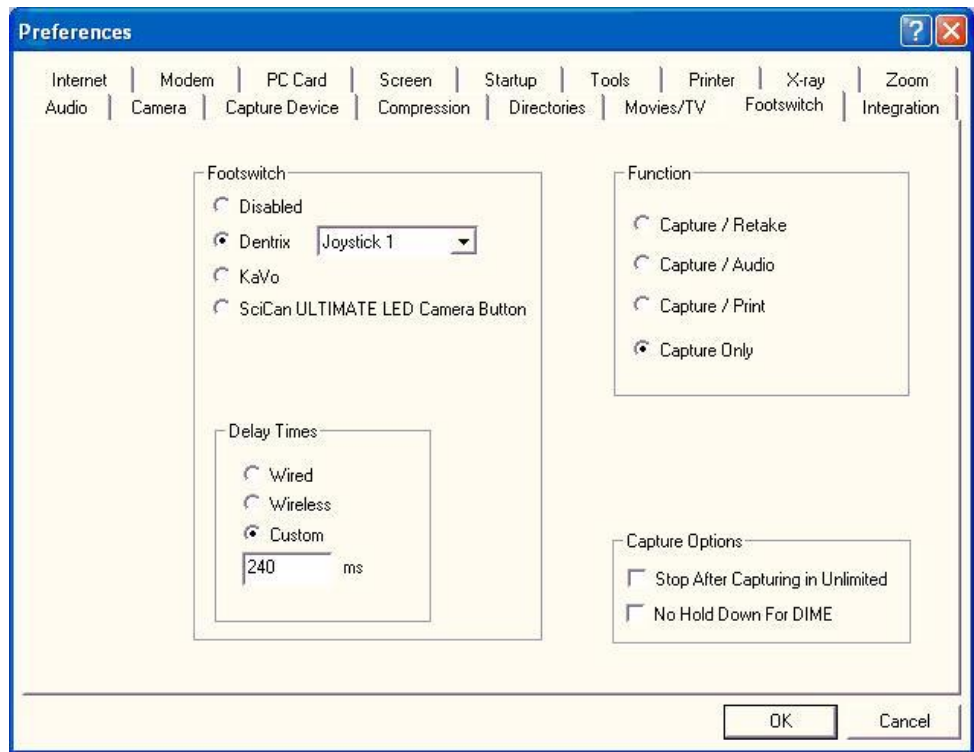 Preferences
Internet Modem PC Card Screen Startup Tools Printer X-ray Zoom
Audio Camera Capture Device Compression Directories Movies/TV Footswitch Integration
Footswitch
Disabled
Dentrix Joystick 1
KaVo
SciCan ULTIMATE LED Camera Button
Delay Times
Wired
Wireless
Custom
240 ms
Function
Capture / Retake
Capture / Audio
Capture / Print
Capture Only
Capture Options
Stop After Capturing in Unlimited
No Hold Down For DIME
OK Cancel